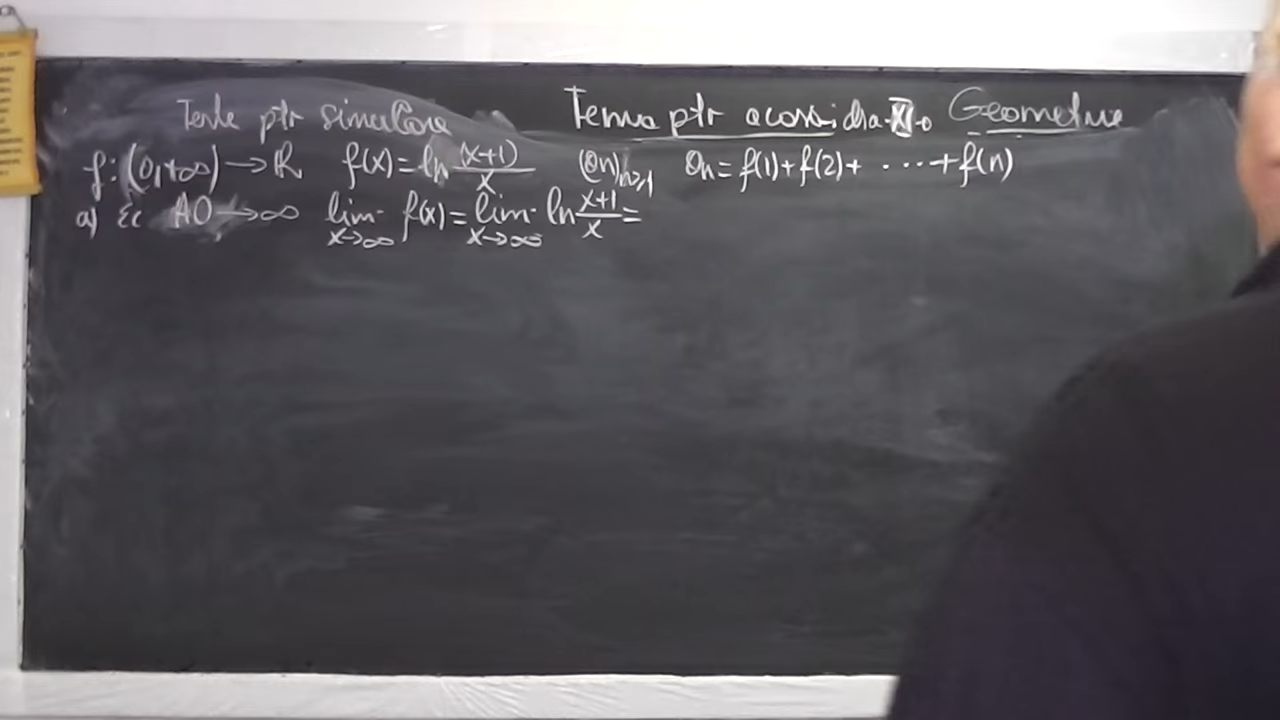 Teste ptr simulare
Tema ptr acasă Geometrie
f:(0,+∞)→R f(x)=ln (x+1)/x (an)n≥1 an=f(1)+f(2)+.....+f(n)
a) Ec AO→∞ lim x→∞ f(x)=lim x→∞ ln x+1/x=